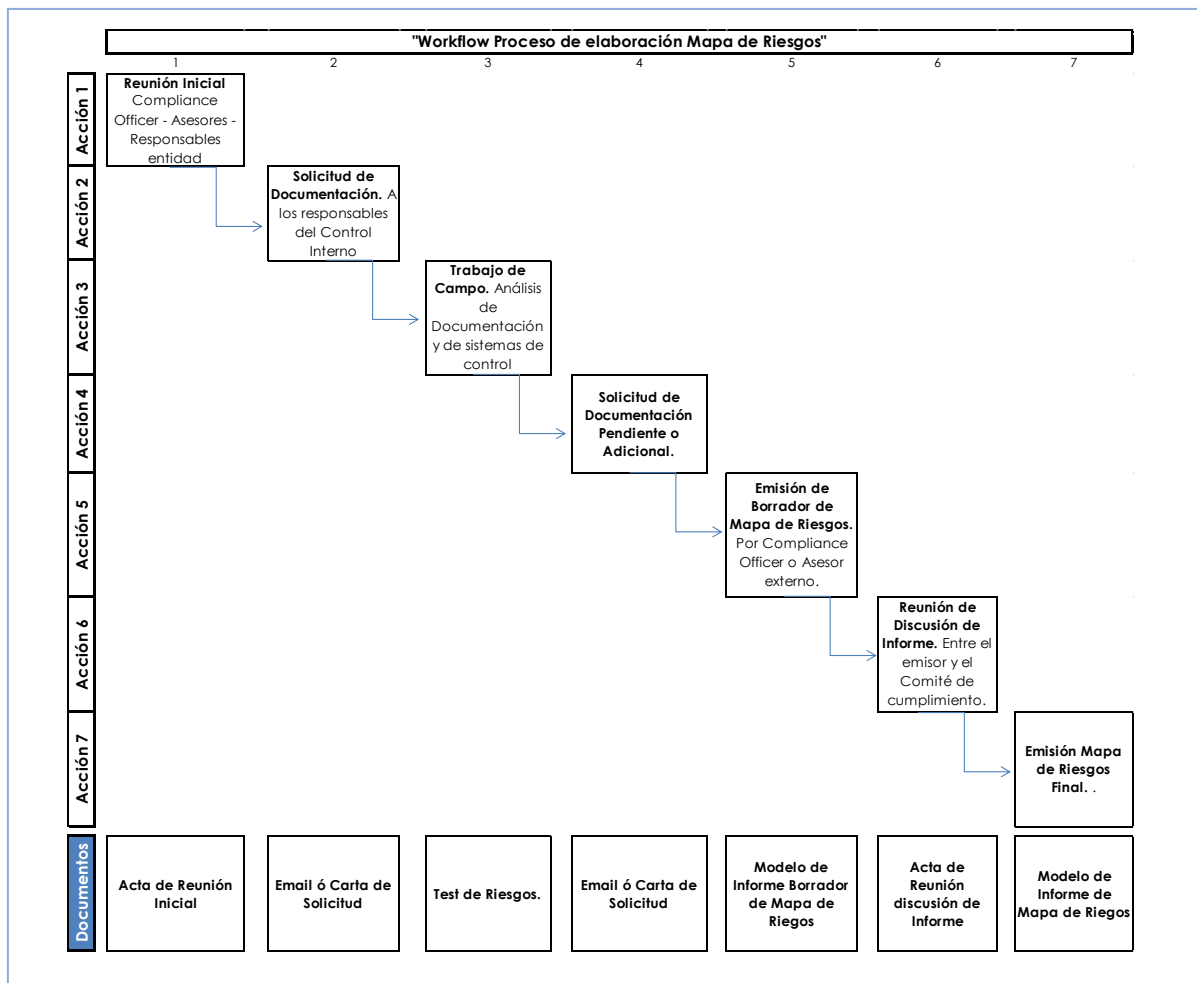 "Workflow Proceso de elaboración Mapa de Riesgos"
1 2 3 4 5 6 7
Acción 1
Reunión Inicial
Compliance
Officer - Asesores -
Responsables
entidad
Acción 2
Solicitud de
Documentación. A
los responsables
del Control
Interno
Acción 3
Trabajo de
Campo. Análisis
de
Documentación
y de sistemas de
control
Acción 4
Solicitud de
Documentación
Pendiente o
Adicional.
Acción 5
Emisión de
Borrador de
Mapa de Riesgos.
Por Compliance
Officer o Asesor
externo.
Acción 6
Reunión de
Discusión de
Informe. Entre el
emisor y el
Comité de
cumplimiento.
Acción 7
Emisión Mapa
de Riesgos
Final. .
Documentos
Acta de Reunión
Inicial
Email ó Carta de
Solicitud
Test de Riesgos.
Email ó Carta de
Solicitud
Modelo de
Informe Borrador
de Mapa de
Riegos
Acta de
Reunión
discusión de
Informe
Modelo de
Informe de
Mapa de Riegos